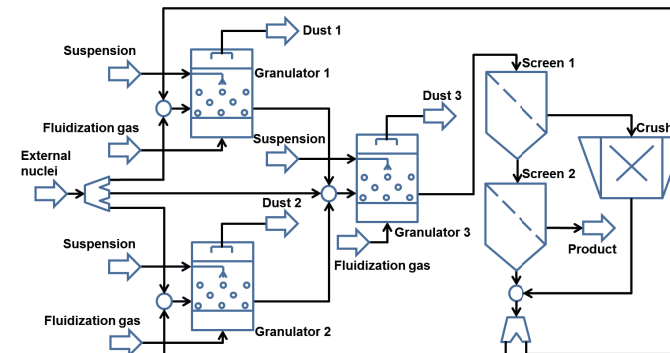 Dust 1
Suspension
Granulator 1
Screen 1
Dust 3
Fluidization gas
Suspension
Crush
External
nuclei
Screen 2
Dust 2
Granulator 3
Suspension
Product
Fluidization gas
Fluidization gas
Granulator 2